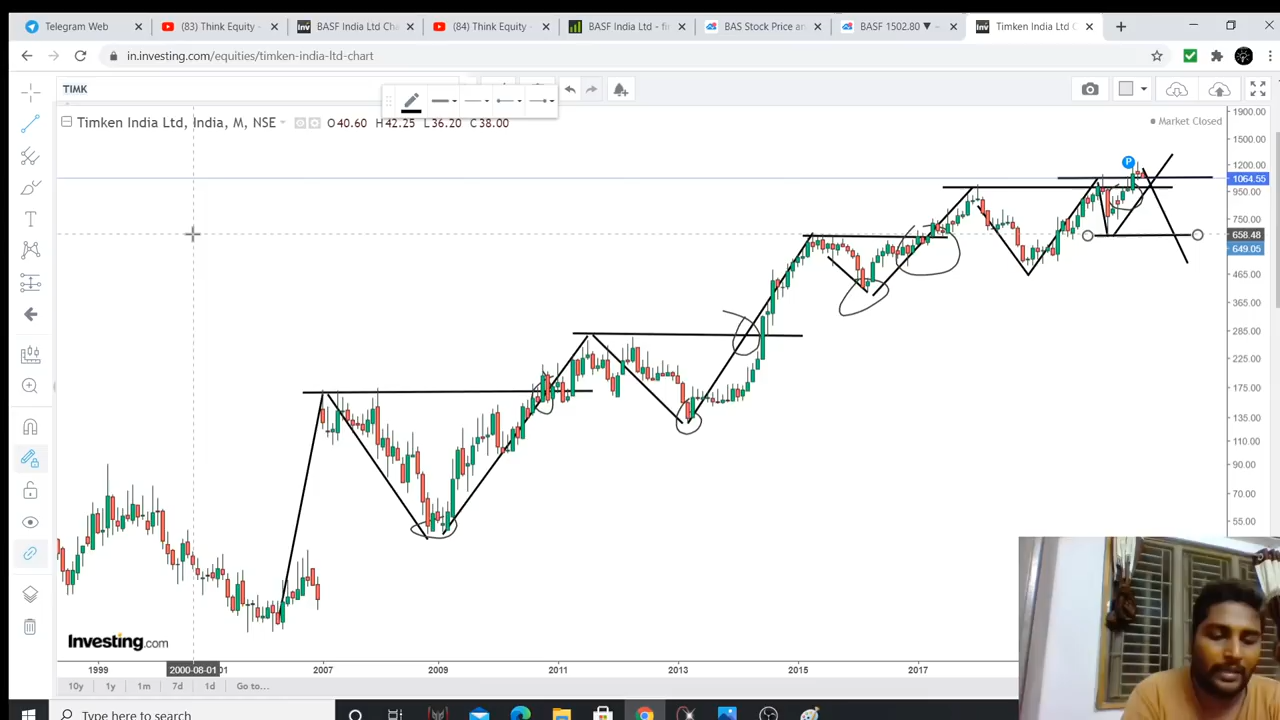 Telegram Web
(83) Think Equity -
BASF India Ltd Cha
(84) Think Equity -
BASF India Ltd - fi
BAS Stock Price an
BASF 1502.80 ▼
Timken India Ltd C
in.investing.com/equities/timken-india-ltd-chart
TIMK
Timken India Ltd, India, M, NSE
O40.60 H42.25 L36.20 C38.00
Market Closed
P
1900.00
1500.00
1200.00
1064.55
950.00
750.00
658.48
649.05
465.00
365.00
285.00
225.00
175.00
135.00
110.00
90.00
70.00
55.00
Investing.com
1999
2000-08-01
2007
2009
2011
2013
2015
2017
10y 1y 1m 7d 1d Go to...
Type here to search